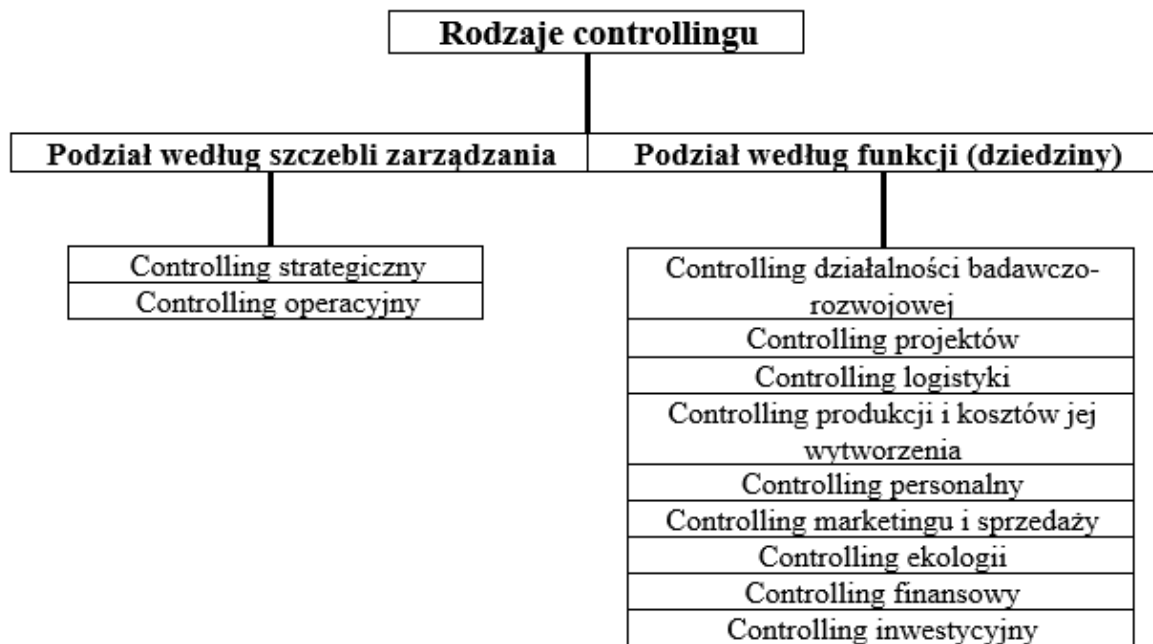 Rodzaje controllingu
Podział według szczebli zarządzania
Podział według funkcji (dziedziny)
Controlling strategiczny
Controlling operacyjny
Controlling działalności badawczo-
rozwojowej
Controlling projektów
Controlling logistyki
Controlling produkcji i kosztów jej
wytworzenia
Controlling personalny
Controlling marketingu i sprzedaży
Controlling ekologii
Controlling finansowy
Controlling inwestycyjny